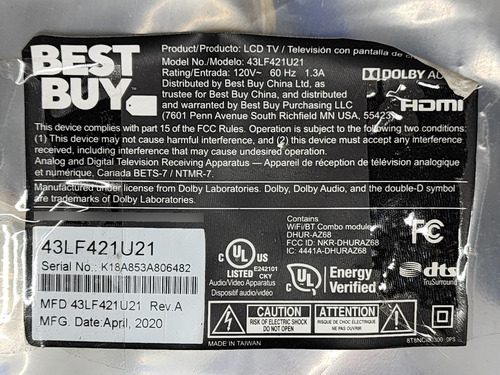 BEST
BUY
Product/Producto: LCD TV / Televisión con pantalla de
Model No./Modelo: 43LF421U21
Rating/Entrada: 120V~ 60 Hz 1.3A
Distributed by Best Buy China Ltd, as
trustee for Best Buy China, and distributed
and warranted by Best Buy Purchasing LLC
(7601 Penn Avenue South Richfield MN USA, 55423
DOLBY
HDMI
This device complies with part 15 of the FCC Rules. Operation is subject to the following two conditions:
(1) This device may not cause harmful interference, and (2) this device must accept any interference
received, including interference that may cause undesired operation.
Analog and Digital Television Receiving Apparatus — Appareil de réception de télévision analogique
et numérique, Canada BETS-7 / NTMR-7.
Manufactured under license from Dolby Laboratories. Dolby, Dolby Audio, and the double-D symbol
are trademarks of Dolby Laboratories.
43LF421U21
Serial No.: K18A853A806482
MFD 43LF421U21 Rev.A
MFG. Date:April, 2020
UL
LISTED
E242101
CKY
Audio/Video Apparatus
Dispositif audio/vidéo
Contains
WiFi/BT Combo module
DHUR-AZ68
FCC ID: NKR-DHURAZ68
IC: 4441A-DHURAZ68
UL
Energy
Verified
FC
dts
TruSurround
CAUTION
RISK OF ELECTRIC SHOCK
DO NOT OPEN
ATTENTION
RISQUE DE CHOC ÉLECTRIQUE
NE PAS OUVRIR
MADE IN TAIWAN